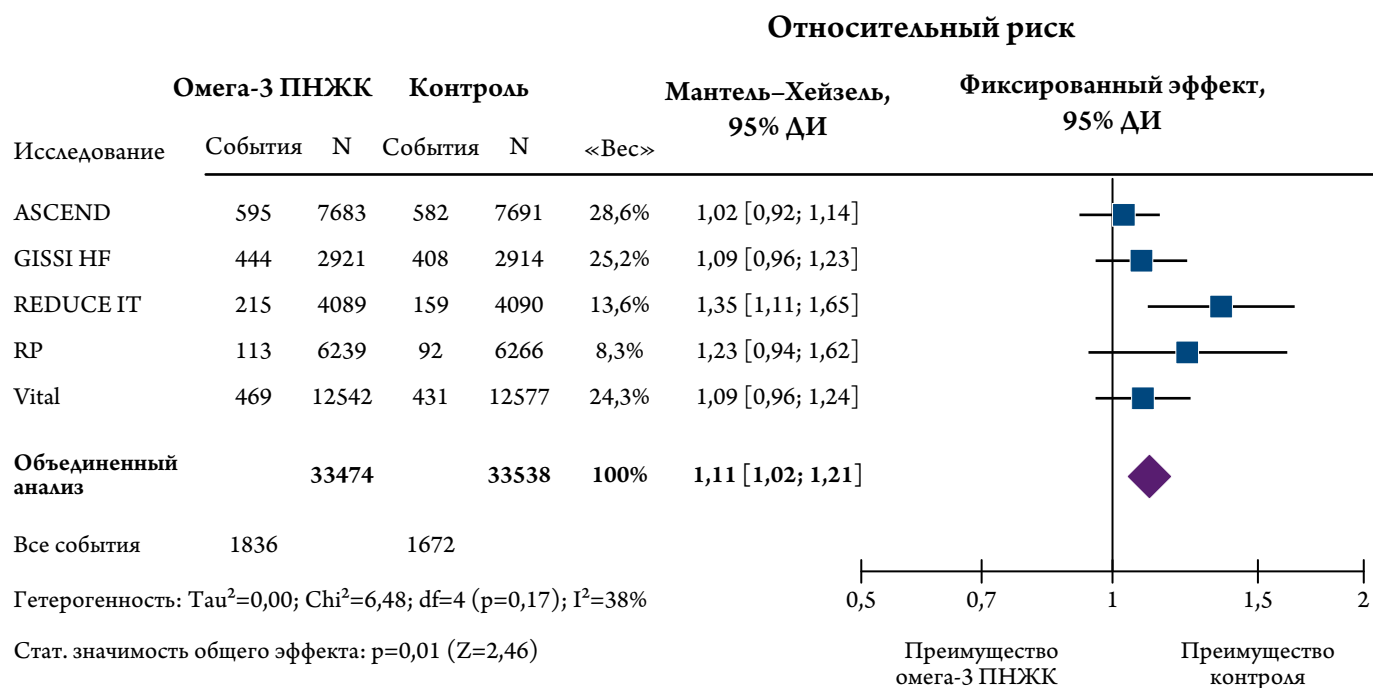 Относительный риск
Омега-3 ПНЖК Контроль Мантель–Хейзель, 95% ДИ Фиксированный эффект, 95% ДИ
Исследование События N События N «Вес»
ASCEND 595 7683 582 7691 28,6% 1,02 [0,92; 1,14]
GISSI HF 444 2921 408 2914 25,2% 1,09 [0,96; 1,23]
REDUCE IT 215 4089 159 4090 13,6% 1,35 [1,11; 1,65]
RP 113 6239 92 6266 8,3% 1,23 [0,94; 1,62]
Vital 469 12542 431 12577 24,3% 1,09 [0,96; 1,24]
Объединенный анализ 33474 33538 100% 1,11 [1,02; 1,21]
Все события 1836 1672
Гетерогенность: Tau²=0,00; Chi²=6,48; df=4 (p=0,17); I²=38%
Стат. значимость общего эффекта: p=0,01 (Z=2,46)
0,5 0,7 1 1,5 2
Преимущество омега-3 ПНЖК
Преимущество контроля